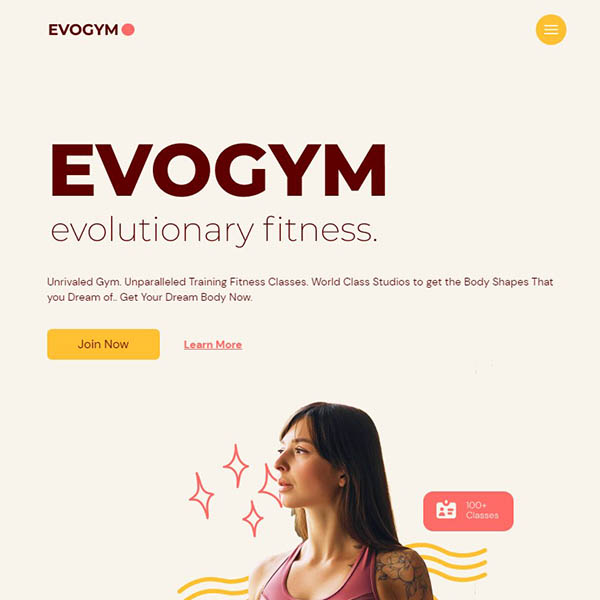 EVOGYM
EVOGYM
evolutionary fitness.
Unrivaled Gym. Unparalleled Training Fitness Classes. World Class Studios to get the Body Shapes That
you Dream of.. Get Your Dream Body Now.
Join Now
Learn More
100+
Classes